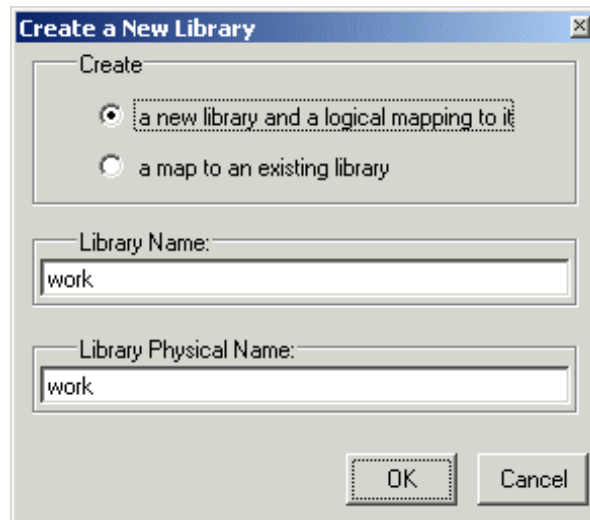 Create a New Library
Create
a new library and a logical mapping to it
a map to an existing library
Library Name:
work
Library Physical Name:
work
OK
Cancel